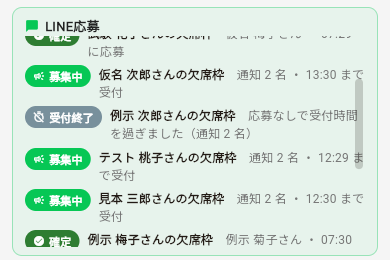 LINE応募
確定
に応募
募集中 仮名 次郎さんの欠席枠 通知 2 名 ・ 13:30 まで
受付
受付終了 例示 次郎さんの欠席枠 応募なしで受付時間
を過ぎました（通知 2 名）
募集中 テスト 桃子さんの欠席枠 通知 2 名 ・ 12:29 ま
で受付
募集中 見本 三郎さんの欠席枠 通知 2 名 ・ 12:30 まで
受付
確定 例示 梅子さんの欠席枠 例示 菊子さん ・ 07:30